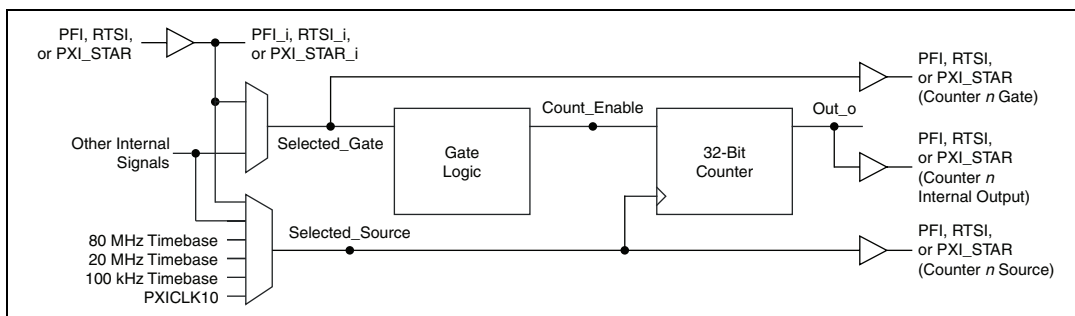 PFI, RTSI,
or PXI_STAR
PFI_i, RTSI_i,
or PXI_STAR_i
PFI, RTSI,
or PXI_STAR
(Counter n Gate)
Other Internal
Signals
Selected_Gate
Gate
Logic
Count_Enable
32-Bit
Counter
Out_o
PFI, RTSI,
or PXI_STAR
(Counter n
Internal Output)
80 MHz Timebase
20 MHz Timebase
100 kHz Timebase
PXICLK10
Selected_Source
PFI, RTSI,
or PXI_STAR
(Counter n Source)